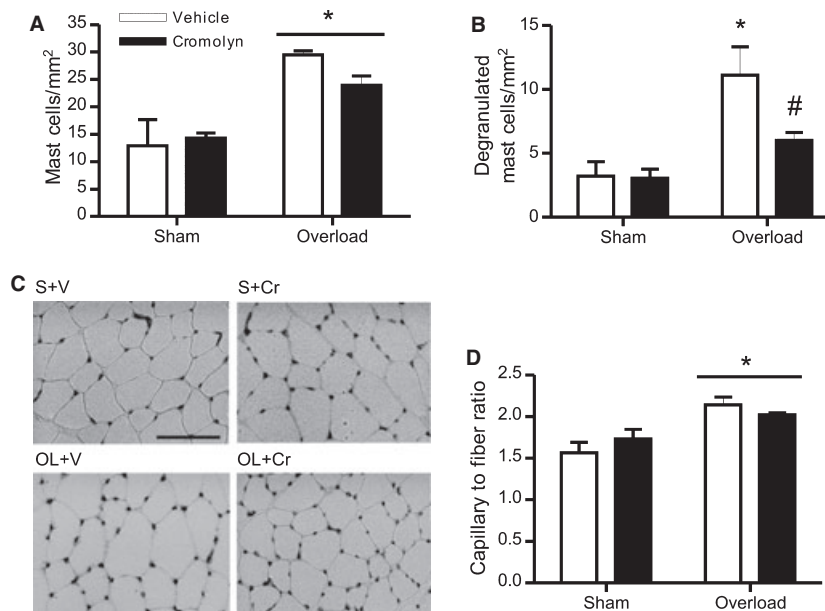 A
Vehicle
Cromolyn
*
Mast cells/mm²
35
30
25
20
15
10
5
0
Sham
Overload
B
*
#
Degranulated
mast cells/mm²
15
10
5
0
Sham
Overload
C
S+V
S+Cr
OL+V
OL+Cr
D
*
Capillary to fiber ratio
2.5
2.0
1.5
1.0
0.5
0.0
Sham
Overload